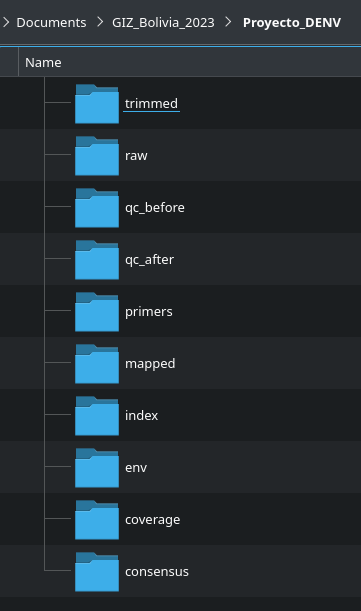 Documents > GIZ_Bolivia_2023 > Proyecto_DENV
Name
trimmed
raw
qc_before
qc_after
primers
mapped
index
env
coverage
consensus